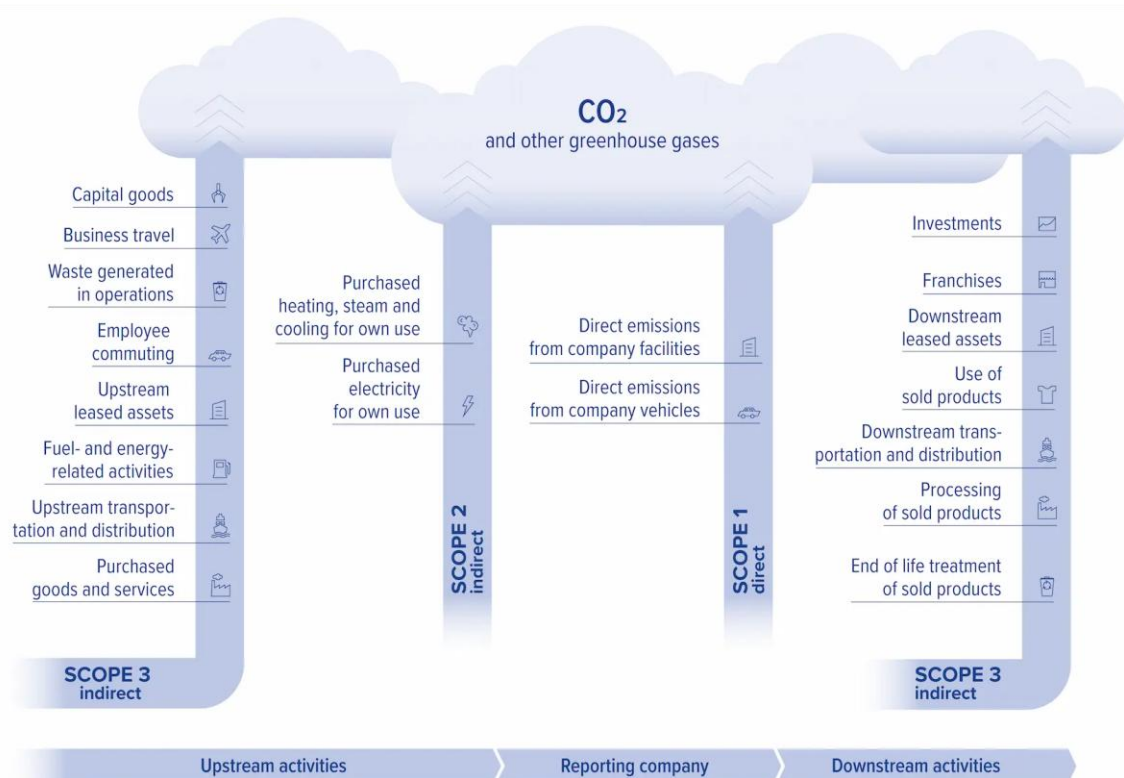 CO₂
and other greenhouse gases
Capital goods
Business travel
Waste generated
in operations
Employee
commuting
Upstream
leased assets
Fuel- and energy-
related activities
Upstream transpor-
tation and distribution
Purchased
goods and services
SCOPE 3
indirect
Purchased
heating, steam and
cooling for own use
Purchased
electricity
for own use
SCOPE 2
indirect
Direct emissions
from company facilities
Direct emissions
from company vehicles
SCOPE 1
direct
Investments
Franchises
Downstream
leased assets
Use of
sold products
Downstream trans-
portation and distribution
Processing
of sold products
End of life treatment
of sold products
SCOPE 3
indirect
Upstream activities
Reporting company
Downstream activities